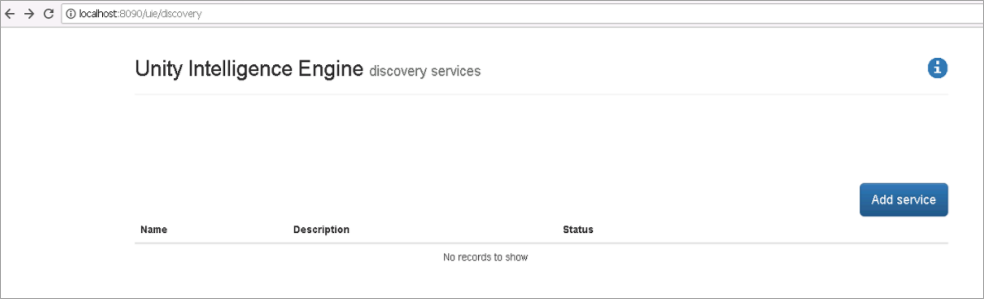 localhost:8090/uie/discovery
Unity Intelligence Engine discovery services
Add service
Name Description Status
No records to show